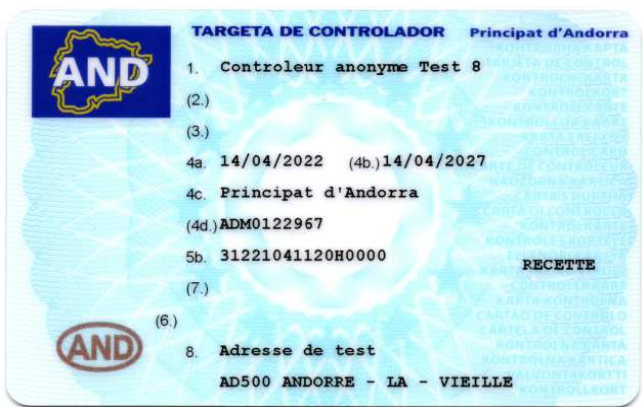 TARGETA DE CONTROLADOR Principat d'Andorra
AND
1. Controleur anonyme Test 8
(2.)
(3.)
4a. 14/04/2022 (4b.) 14/04/2027
4c. Principat d'Andorra
(4d.) ADM0122967
5b. 31221041120H0000
RECETTE
(7.)
(6.)
AND
8. Adresse de test
AD500 ANDORRE - LA - VIEILLE